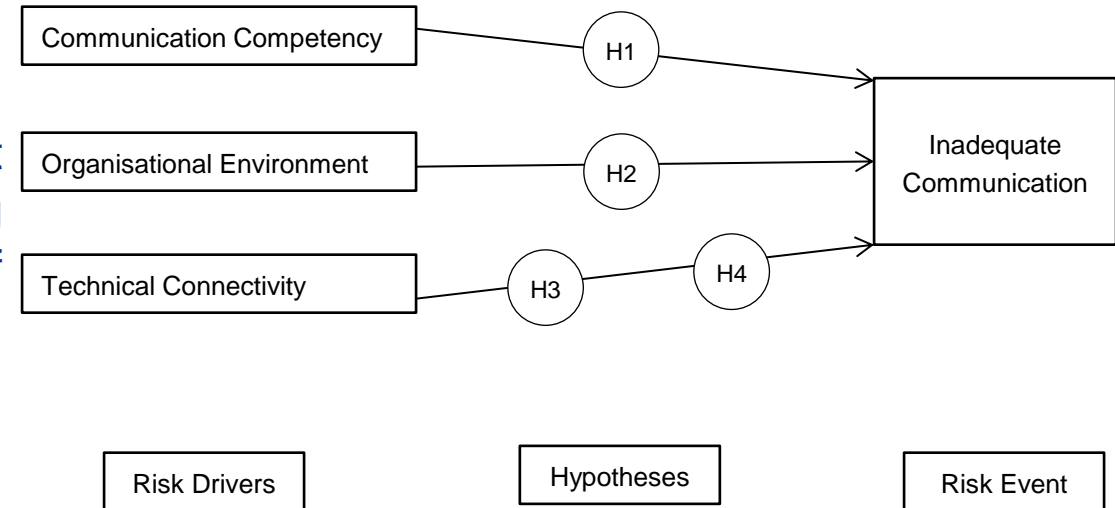 Communication Competency
H1
Organisational Environment
H2
Technical Connectivity
H3
H4
Inadequate
Communication
Risk Drivers
Hypotheses
Risk Event